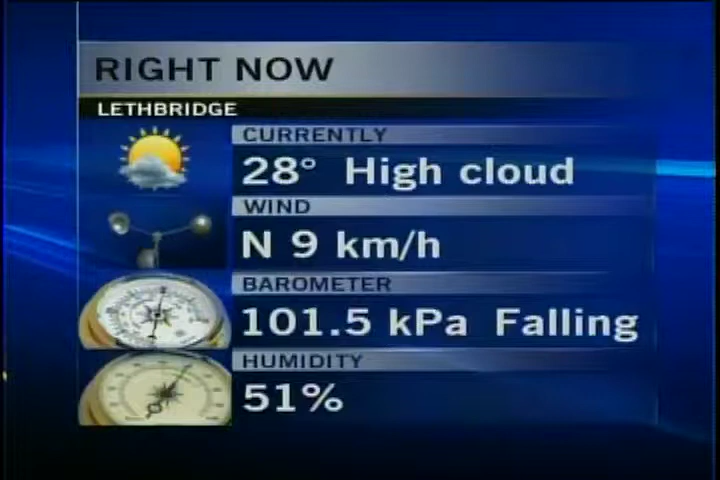 RIGHT NOW
LETHBRIDGE
CURRENTLY
28° High cloud
WIND
N 9 km/h
BAROMETER
101.5 kPa Falling
HUMIDITY
51%